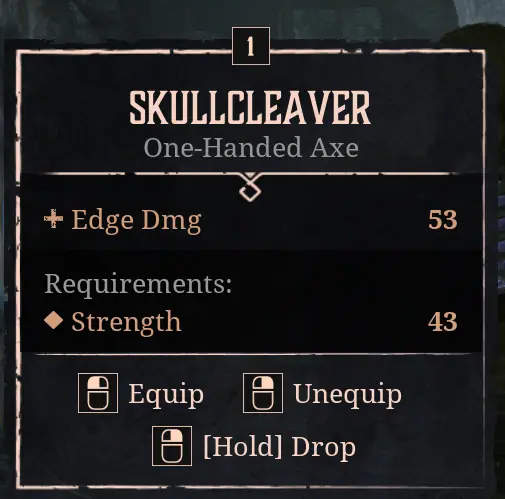 1
SKULLCLEAVER
One-Handed Axe
Edge Dmg 53
Requirements:
Strength 43
Equip Unequip
[Hold] Drop